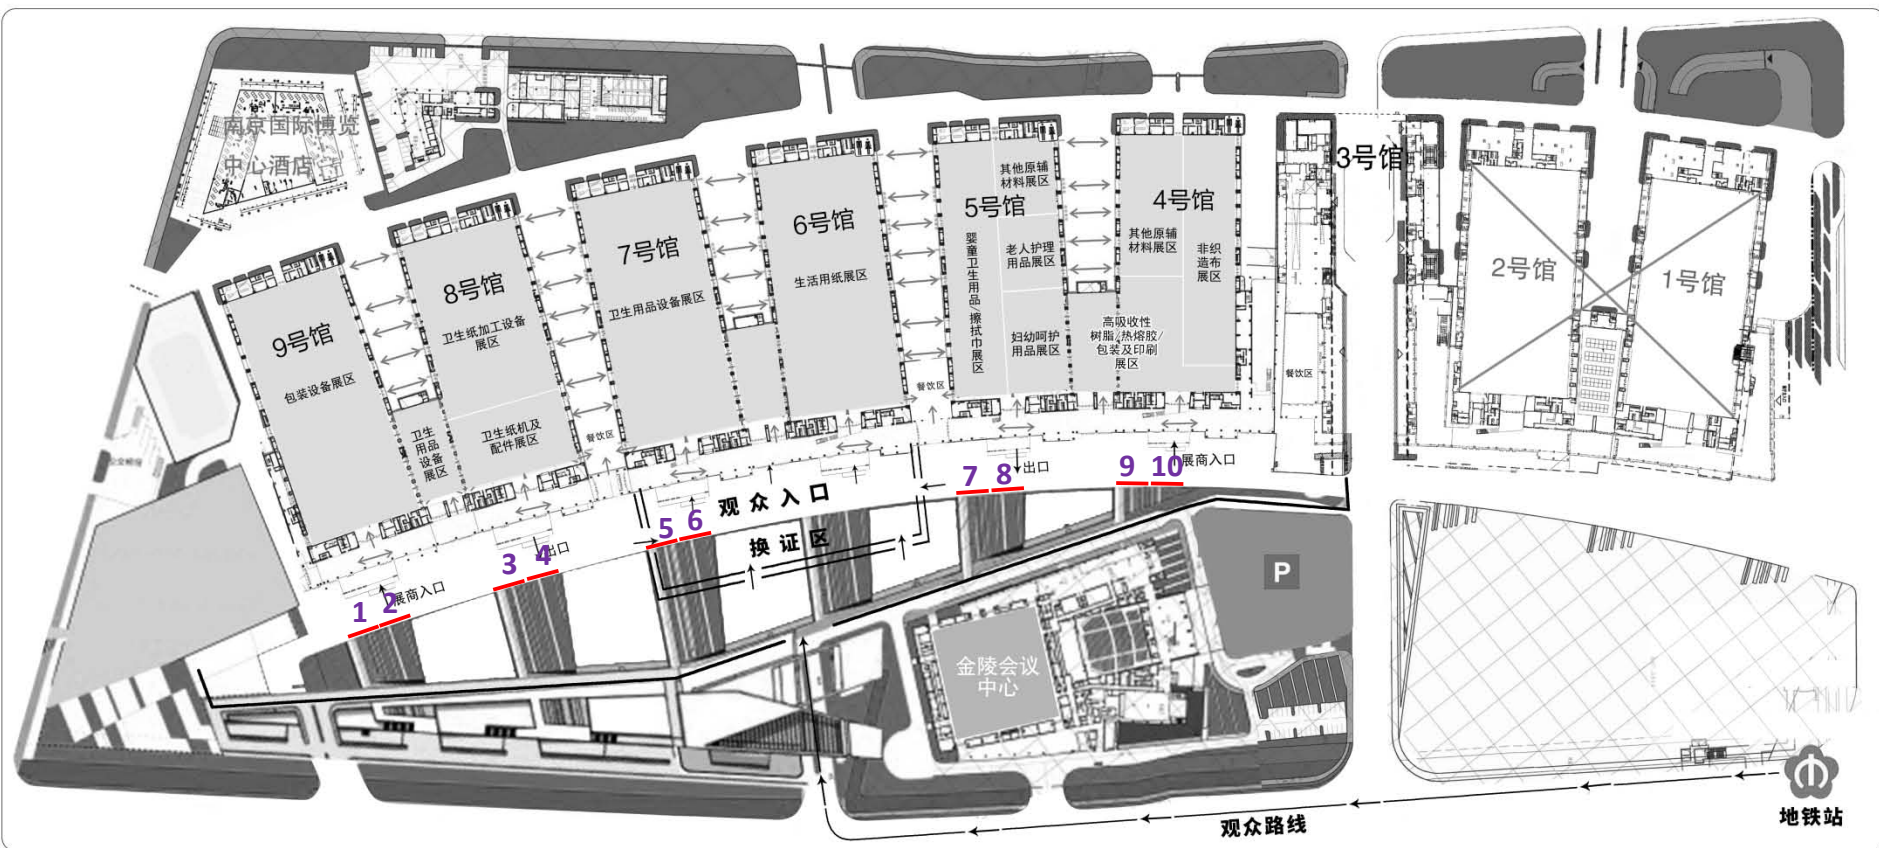 南京国际博览
中心酒店
9号馆
包装设备展区
8号馆
卫生纸加工设备
展区
卫生
用品
设备
展区
卫生纸机及
配件展区
餐饮区
7号馆
卫生用品设备展区
6号馆
生活用纸展区
餐饮区
5号馆
其他原辅
材料展区
婴童卫生用品/擦拭巾展区
老人护理
用品展区
妇幼呵护
用品展区
4号馆
其他原辅
材料展区
非织
造布
展区
高吸收性
树脂/热熔胶/
包装及印刷
展区
餐饮区
3号馆
2号馆
1号馆
1
2
展商入口
3
4
出口
5
6
观众入口
换证区
7
8
出口
9
10
展商入口
P
金陵会议
中心
观众路线
地铁站